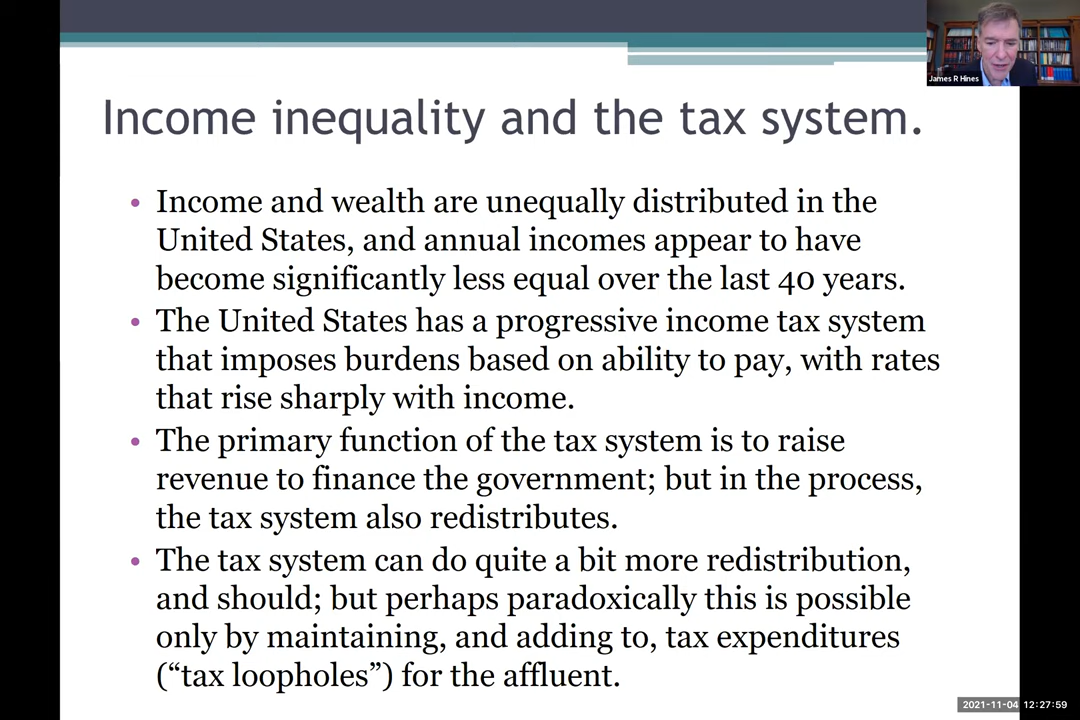 James R Hines
Income inequality and the tax system.
• Income and wealth are unequally distributed in the
United States, and annual incomes appear to have
become significantly less equal over the last 40 years.
• The United States has a progressive income tax system
that imposes burdens based on ability to pay, with rates
that rise sharply with income.
• The primary function of the tax system is to raise
revenue to finance the government; but in the process,
the tax system also redistributes.
• The tax system can do quite a bit more redistribution,
and should; but perhaps paradoxically this is possible
only by maintaining, and adding to, tax expenditures
(“tax loopholes”) for the affluent.
2021-11-04 12:27:59